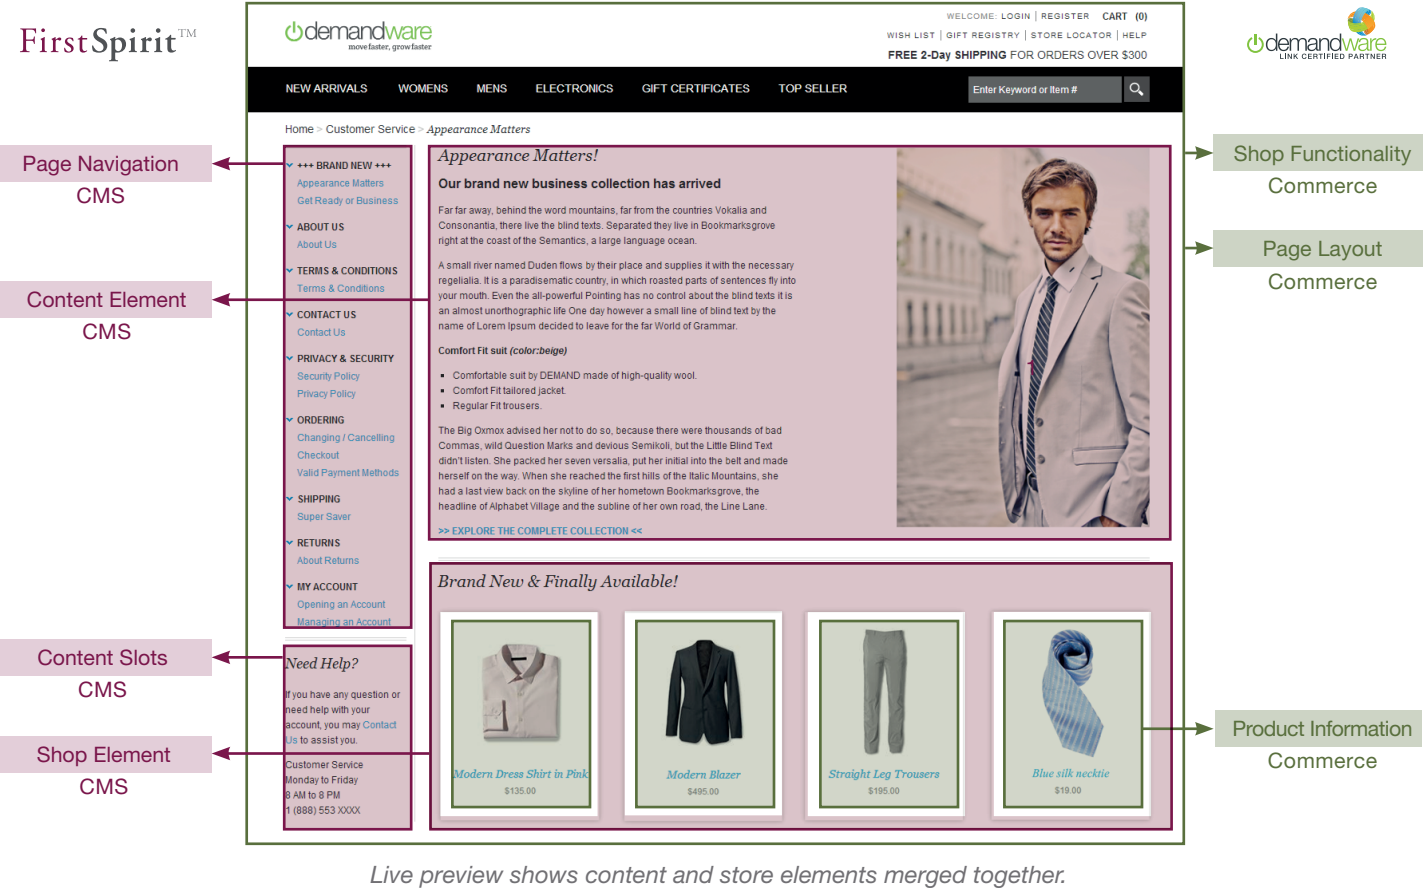 FirstSpirit™
demandware
move faster, grow faster
WELCOME: LOGIN | REGISTER CART (0)
WISH LIST | GIFT REGISTRY | STORE LOCATOR | HELP
FREE 2-Day SHIPPING FOR ORDERS OVER $300
demandware
LINK CERTIFIED PARTNER
NEW ARRIVALS WOMENS MENS ELECTRONICS GIFT CERTIFICATES TOP SELLER
Enter Keyword or Item #
Home > Customer Service > Appearance Matters
Page Navigation
CMS
Content Element
CMS
Content Slots
CMS
Shop Element
CMS
+++ BRAND NEW +++
Appearance Matters
Get Ready or Business
ABOUT US
About Us
TERMS & CONDITIONS
Terms & Conditions
CONTACT US
Contact Us
PRIVACY & SECURITY
Security Policy
Privacy Policy
ORDERING
Changing / Cancelling
Checkout
Valid Payment Methods
SHIPPING
Super Saver
RETURNS
About Returns
MY ACCOUNT
Opening an Account
Managing an Account
Need Help?
If you have any question or
need help with your
account, you may Contact
Us to assist you.
Customer Service
Monday to Friday
8 AM to 8 PM
1 (888) 553 XXXX
Appearance Matters!
Our brand new business collection has arrived
Far far away, behind the word mountains, far from the countries Vokalia and
Consonantia, there live the blind texts. Separated they live in Bookmarksgrove
right at the coast of the Semantics, a large language ocean.
A small river named Duden flows by their place and supplies it with the necessary
regelialia. It is a paradisematic country, in which roasted parts of sentences fly into
your mouth. Even the all-powerful Pointing has no control about the blind texts it is
an almost unorthographic life One day however a small line of blind text by the
name of Lorem Ipsum decided to leave for the far World of Grammar.
Comfort Fit suit (color:beige)
▪ Comfortable suit by DEMAND made of high-quality wool.
▪ Comfort Fit tailored jacket.
▪ Regular Fit trousers.
The Big Oxmox advised her not to do so, because there were thousands of bad
Commas, wild Question Marks and devious Semikoli, but the Little Blind Text
didn't listen. She packed her seven versalia, put her initial into the belt and made
herself on the way. When she reached the first hills of the Italic Mountains, she
had a last view back on the skyline of her hometown Bookmarksgrove, the
headline of Alphabet Village and the subline of her own road, the Line Lane.
>> EXPLORE THE COMPLETE COLLECTION <<
Brand New & Finally Available!
Modern Dress Shirt in Pink
$135.00
Modern Blazer
$495.00
Straight Leg Trousers
$195.00
Blue silk necktie
$19.00
Shop Functionality
Commerce
Page Layout
Commerce
Product Information
Commerce
Live preview shows content and store elements merged together.